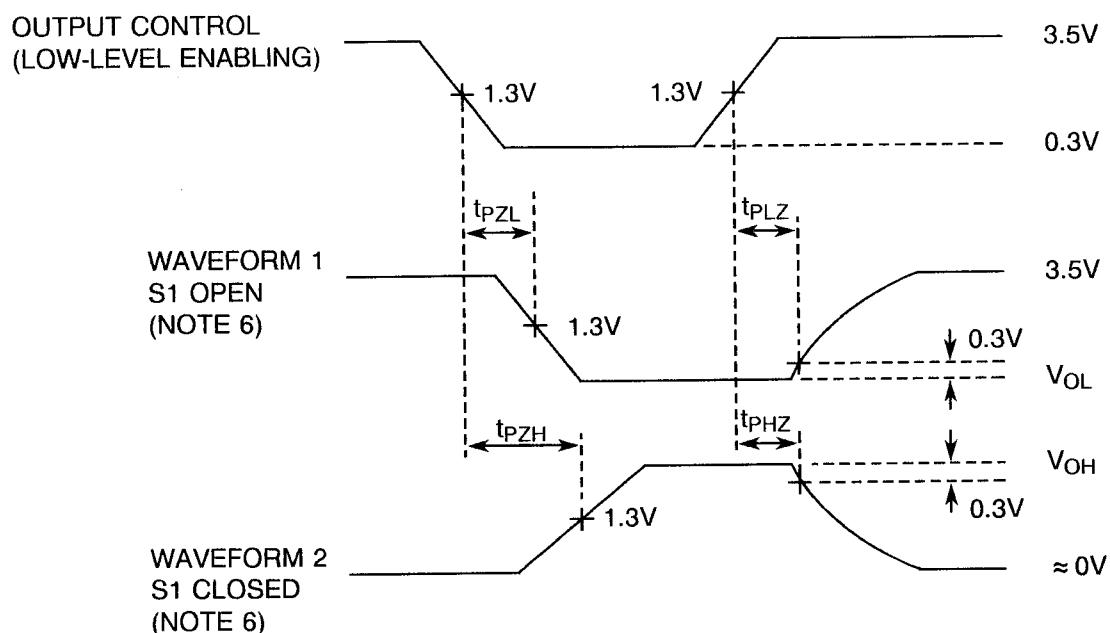 OUTPUT CONTROL
(LOW-LEVEL ENABLING)
3.5V
1.3V
1.3V
0.3V
tPZL
tPLZ
WAVEFORM 1
S1 OPEN
(NOTE 6)
3.5V
1.3V
0.3V
VOL
tPZH
tPHZ
VOH
1.3V
0.3V
WAVEFORM 2
S1 CLOSED
(NOTE 6)
≈ 0V